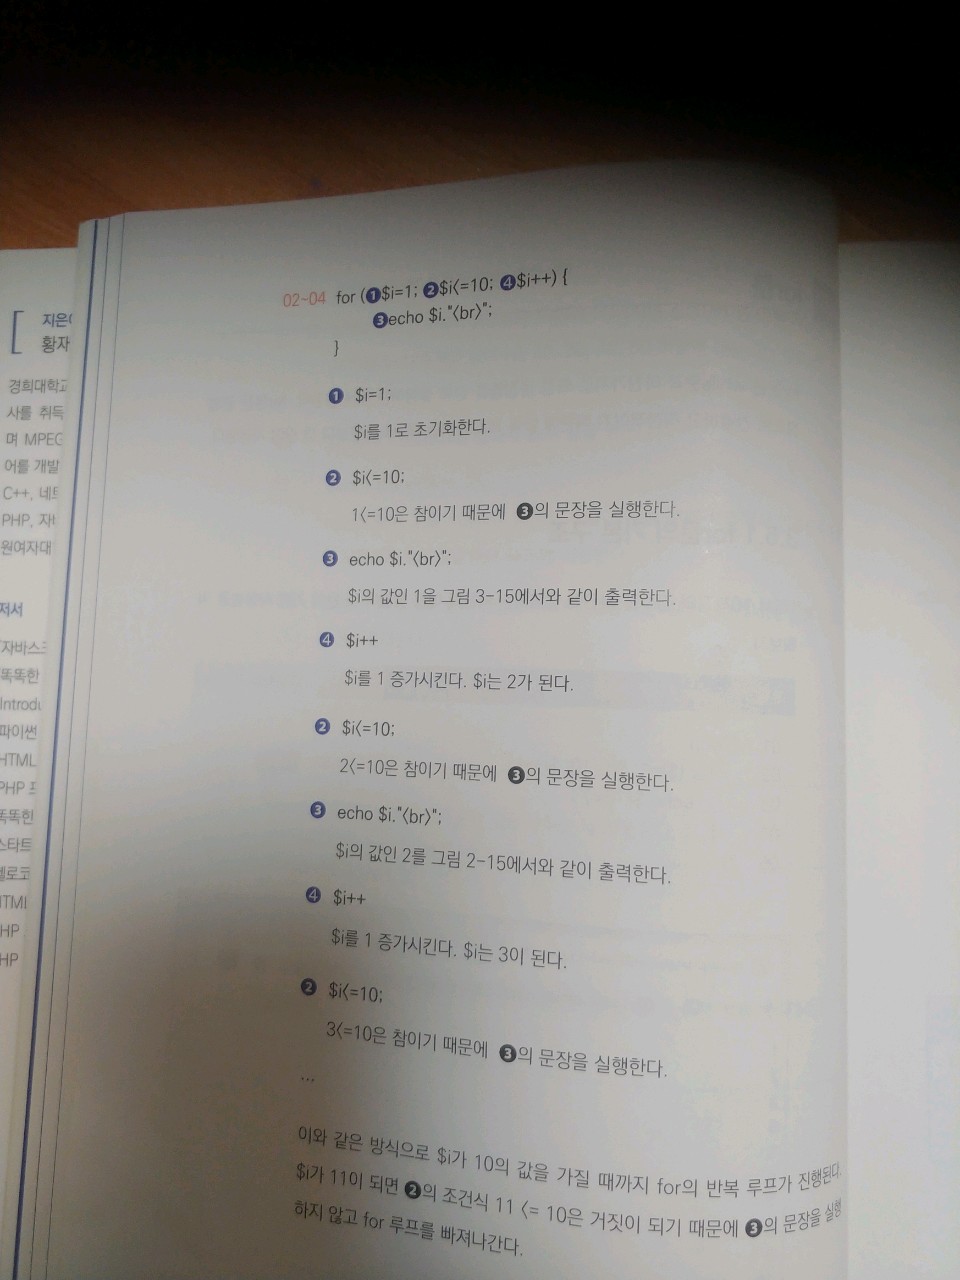 지은이
황자
경희대학교
사를 취득
며 MPEG
어를 개발
C++, 네트
PHP, 자바
원여자대
저서
자바스크
똑똑한
Introdu
파이썬
HTML
PHP 프
똑똑한
스타트
헬로코
HTML
HP
HP
02~04 for (❶$i=1; ❷$i<=10; ❹$i++) {
❸echo $i."<br>";
}
❶ $i=1;
$i를 1로 초기화한다.
❷ $i<=10;
1<=10은 참이기 때문에 ❸의 문장을 실행한다.
❸ echo $i."<br>";
$i의 값인 1을 그림 3-15에서와 같이 출력한다.
❹ $i++
$i를 1 증가시킨다. $i는 2가 된다.
❷ $i<=10;
2<=10은 참이기 때문에 ❸의 문장을 실행한다.
❸ echo $i."<br>";
$i의 값인 2를 그림 2-15에서와 같이 출력한다.
❹ $i++
$i를 1 증가시킨다. $i는 3이 된다.
❷ $i<=10;
3<=10은 참이기 때문에 ❸의 문장을 실행한다.
...
이와 같은 방식으로 $i가 10의 값을 가질 때까지 for의 반복 루프가 진행된다.
$i가 11이 되면 ❷의 조건식 11 <= 10은 거짓이 되기 때문에 ❸의 문장을 실행
하지 않고 for 루프를 빠져나간다.